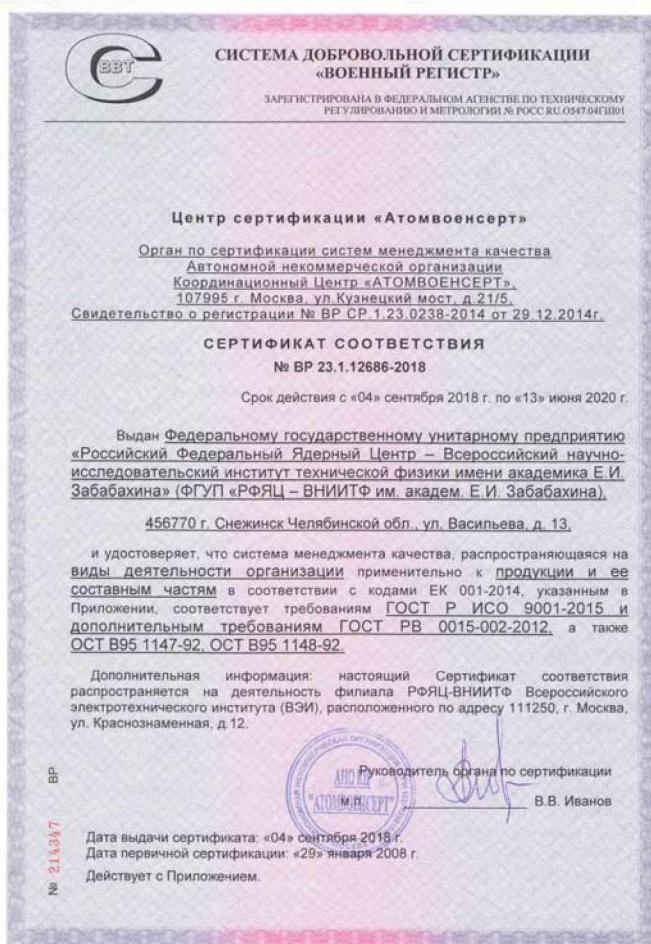 ВВТ
СИСТЕМА ДОБРОВОЛЬНОЙ СЕРТИФИКАЦИИ
«ВОЕННЫЙ РЕГИСТР»
ЗАРЕГИСТРИРОВАНА В ФЕДЕРАЛЬНОМ АГЕНСТВЕ ПО ТЕХНИЧЕСКОМУ
РЕГУЛИРОВАНИЮ И МЕТРОЛОГИИ № РОСС RU.О547.04ГШ01
Центр сертификации «Атомвоенсерт»
Орган по сертификации систем менеджмента качества
Автономной некоммерческой организации
Координационный Центр «АТОМВОЕНСЕРТ»,
107995 г. Москва, ул.Кузнецкий мост, д.21/5,
Свидетельство о регистрации № ВР СР.1.23.0238-2014 от 29.12.2014г.
СЕРТИФИКАТ СООТВЕТСТВИЯ
№ ВР 23.1.12686-2018
Срок действия с «04» сентября 2018 г. по «13» июня 2020 г.
Выдан Федеральному государственному унитарному предприятию
«Российский Федеральный Ядерный Центр – Всероссийский научно-
исследовательский институт технической физики имени академика Е.И.
Забабахина» (ФГУП «РФЯЦ – ВНИИТФ им. академ. Е.И. Забабахина),
456770 г. Снежинск Челябинской обл., ул. Васильева, д. 13,
и удостоверяет, что система менеджмента качества, распространяющаяся на
виды деятельности организации применительно к продукции и ее
составным частям в соответствии с кодами ЕК 001-2014, указанным в
Приложении, соответствует требованиям ГОСТ Р ИСО 9001-2015 и
дополнительным требованиям ГОСТ РВ 0015-002-2012, а также
ОСТ В95 1147-92, ОСТ В95 1148-92.
Дополнительная информация: настоящий Сертификат соответствия
распространяется на деятельность филиала РФЯЦ-ВНИИТФ Всероссийского
электротехнического института (ВЭИ), расположенного по адресу 111250, г. Москва,
ул. Краснознаменная, д.12.
Руководитель органа по сертификации
АНО КЦ
"АТОМВОЕНСЕРТ"
м.п.
В.В. Иванов
Дата выдачи сертификата: «04» сентября 2018 г.
Дата первичной сертификации: «29» января 2008 г.
Действует с Приложением.
№ 214347 ВР